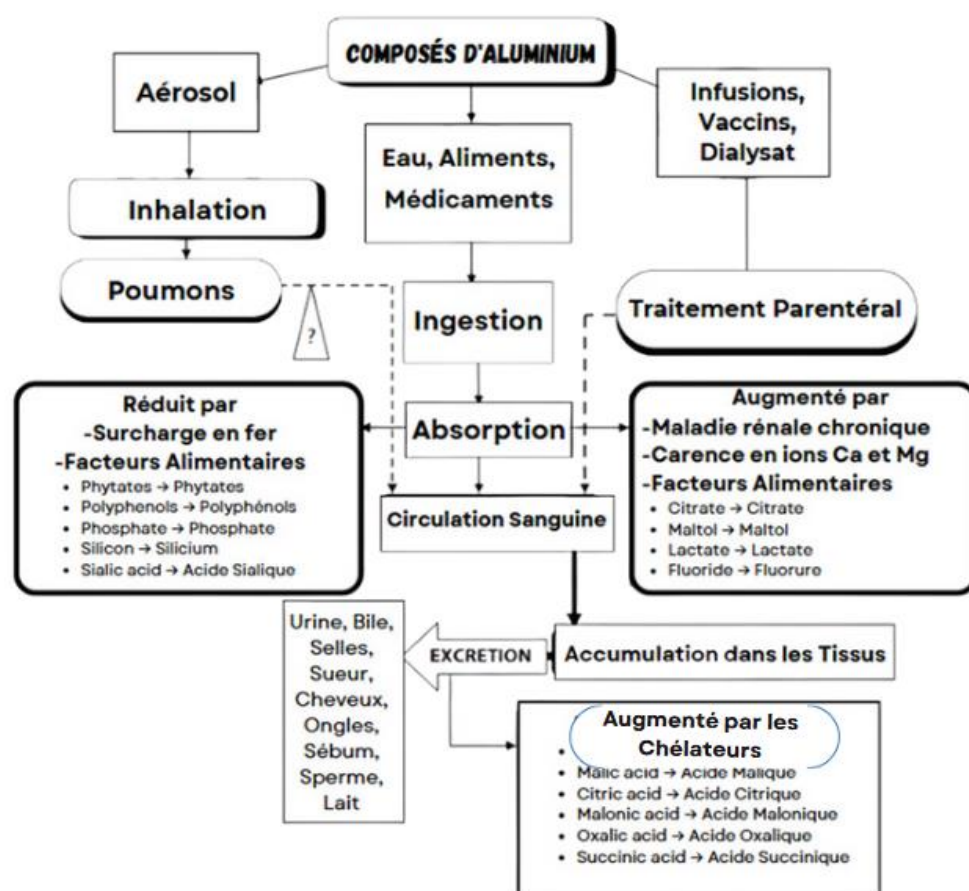 COMPOSÉS D'ALUMINIUM
Aérosol
Eau, Aliments,
Médicaments
Infusions,
Vaccins,
Dialysat
Inhalation
Poumons
?
Ingestion
Traitement Parentéral
Réduit par
-Surcharge en fer
-Facteurs Alimentaires
• Phytates → Phytates
• Polyphenols → Polyphénols
• Phosphate → Phosphate
• Silicon → Silicium
• Sialic acid → Acide Sialique
Absorption
Augmenté par
-Maladie rénale chronique
-Carence en ions Ca et Mg
-Facteurs Alimentaires
• Citrate → Citrate
• Maltol → Maltol
• Lactate → Lactate
• Fluoride → Fluorure
Circulation Sanguine
Urine, Bile,
Selles,
Sueur,
Cheveux,
Ongles,
Sébum,
Sperme,
Lait
EXCRETION
Accumulation dans les Tissus
Augmenté par les
Chélateurs
• Malic acid → Acide Malique
• Citric acid → Acide Citrique
• Malonic acid → Acide Malonique
• Oxalic acid → Acide Oxalique
• Succinic acid → Acide Succinique